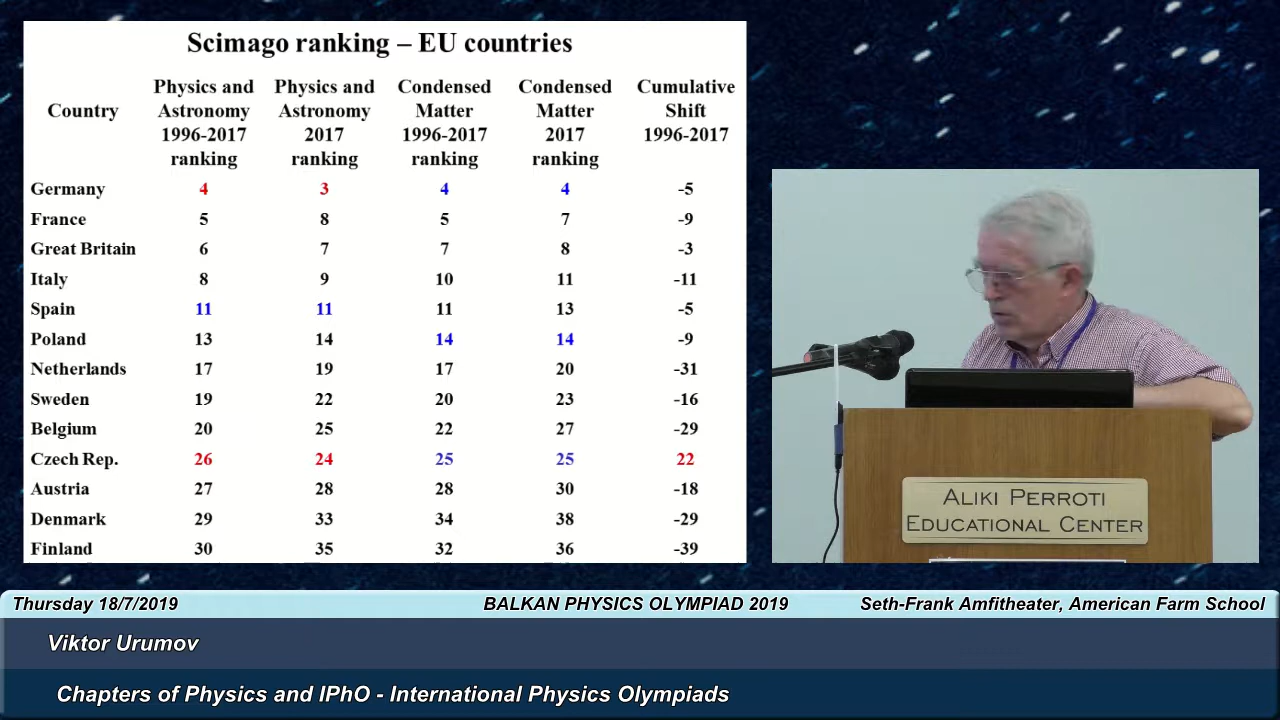 Scimago ranking – EU countries
Country Physics and Astronomy 1996-2017 ranking Physics and Astronomy 2017 ranking Condensed Matter 1996-2017 ranking Condensed Matter 2017 ranking Cumulative Shift 1996-2017
Germany 4 3 4 4 -5
France 5 8 5 7 -9
Great Britain 6 7 7 8 -3
Italy 8 9 10 11 -11
Spain 11 11 11 13 -5
Poland 13 14 14 14 -9
Netherlands 17 19 17 20 -31
Sweden 19 22 20 23 -16
Belgium 20 25 22 27 -29
Czech Rep. 26 24 25 25 22
Austria 27 28 28 30 -18
Denmark 29 33 34 38 -29
Finland 30 35 32 36 -39
ALIKI PERROTI
EDUCATIONAL CENTER
Thursday 18/7/2019 BALKAN PHYSICS OLYMPIAD 2019 Seth-Frank Amfitheater, American Farm School
Viktor Urumov
Chapters of Physics and IPhO - International Physics Olympiads